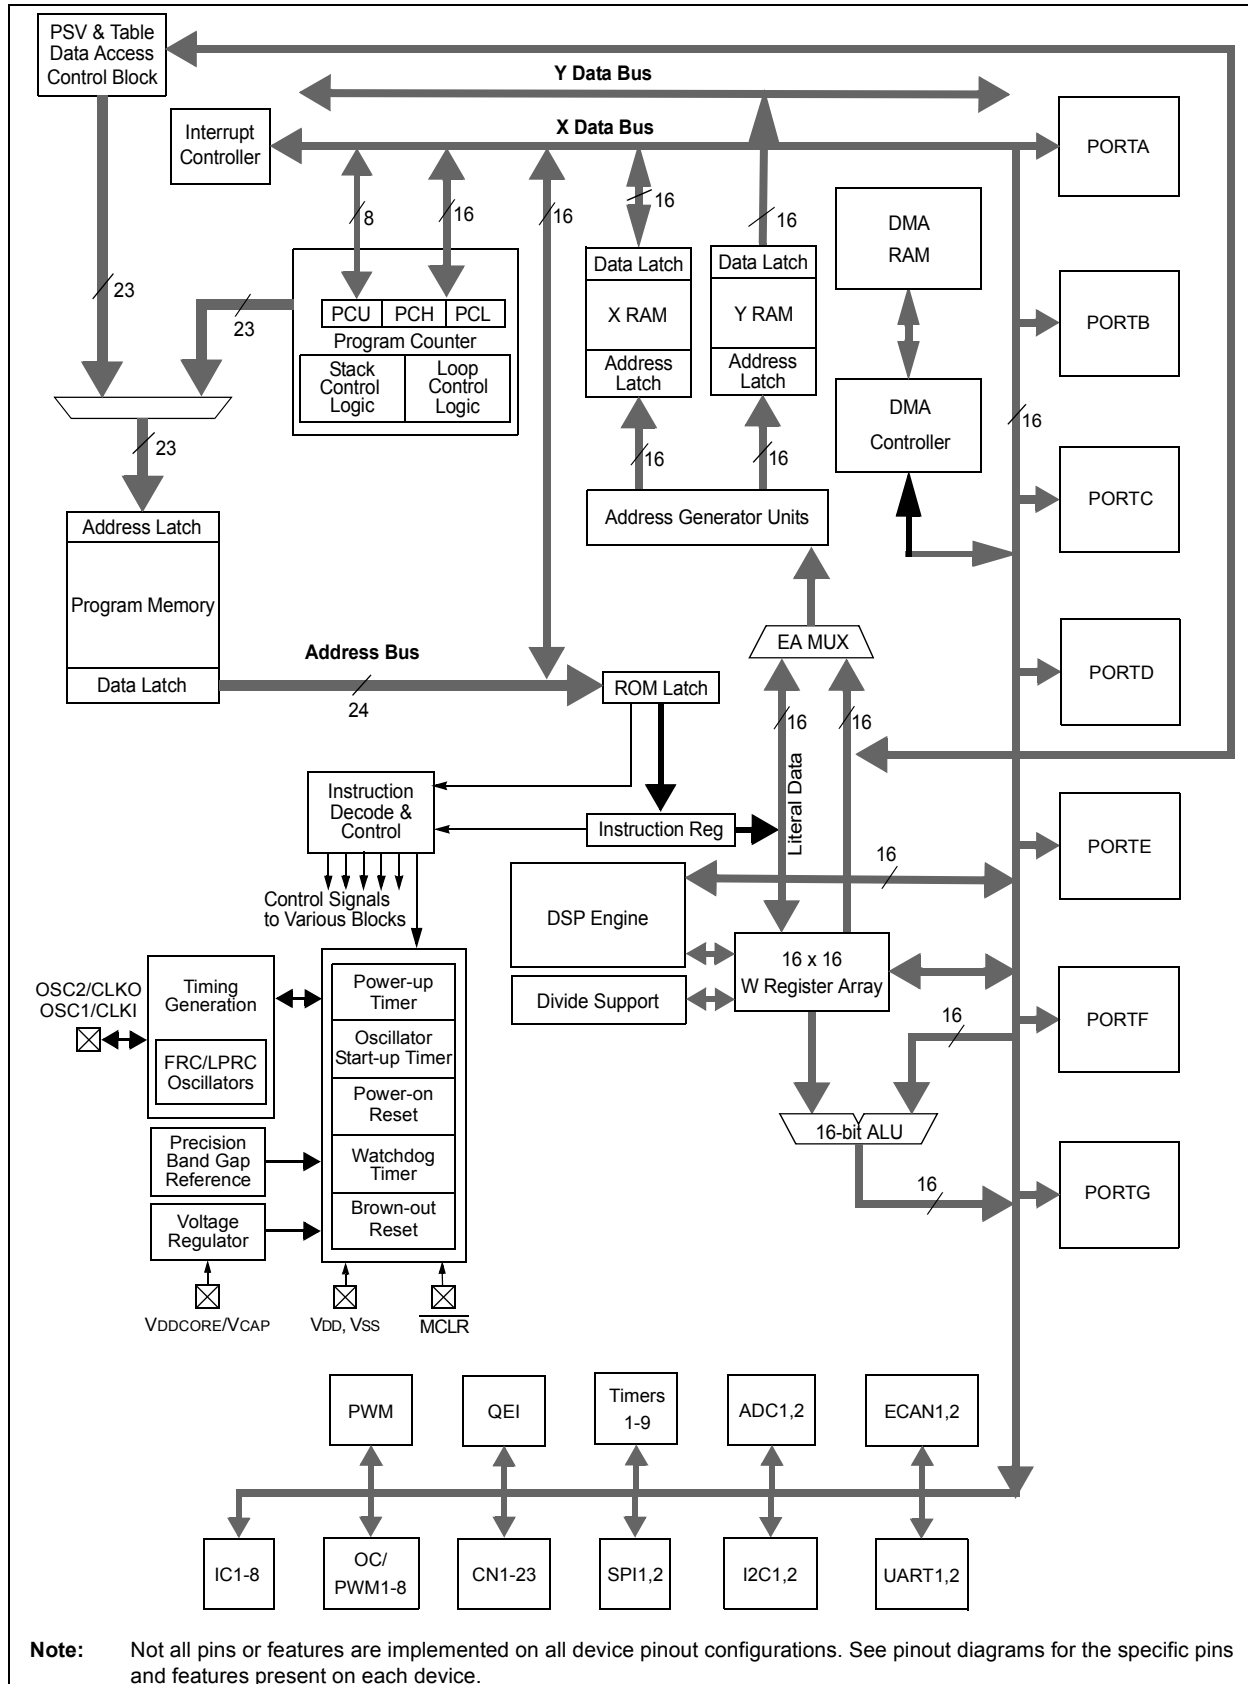 PSV & Table
Data Access
Control Block
Y Data Bus
X Data Bus
Interrupt
Controller
PORTA
8
16
16
16
16
DMA
RAM
Data Latch
Data Latch
23
23
PCU
PCH
PCL
X RAM
Y RAM
PORTB
Program Counter
Stack
Control
Logic
Loop
Control
Logic
Address
Latch
Address
Latch
DMA
Controller
16
23
16
16
PORTC
Address Latch
Address Generator Units
Program Memory
EA MUX
Address Bus
PORTD
Data Latch
24
ROM Latch
16
16
Literal Data
Instruction
Decode &
Control
Instruction Reg
PORTE
16
Control Signals
to Various Blocks
DSP Engine
16 x 16
W Register Array
Divide Support
OSC2/CLKO
OSC1/CLKI
Timing
Generation
Power-up
Timer
PORTF
16
FRC/LPRC
Oscillators
Oscillator
Start-up Timer
Power-on
Reset
16-bit ALU
Precision
Band Gap
Reference
Watchdog
Timer
16
PORTG
Voltage
Regulator
Brown-out
Reset
VDDCORE/VCAP
VDD, VSS
MCLR
PWM
QEI
Timers
1-9
ADC1,2
ECAN1,2
IC1-8
OC/
PWM1-8
CN1-23
SPI1,2
I2C1,2
UART1,2
Note: Not all pins or features are implemented on all device pinout configurations. See pinout diagrams for the specific pins
and features present on each device.